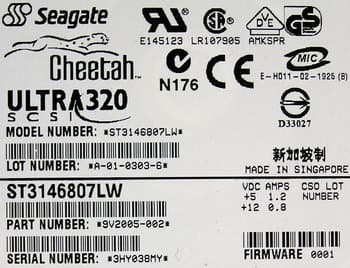 Seagate
E145123 LR107905 AMKSPR
Cheetah
N176
MIC
E-H011-02-1925 (B)
ULTRA320
SCSI
D33027
MODEL NUMBER: *ST3146807LW*
LOT NUMBER: *A-01-0303-6*
新加坡制
MADE IN SINGAPORE
ST3146807LW
VDC AMPS CSO LOT
+5 1.2 NUMBER
+12 0.8
PART NUMBER: *9V2005-002*
SERIAL NUMBER: *3HY038MY*
FIRMWARE 0001